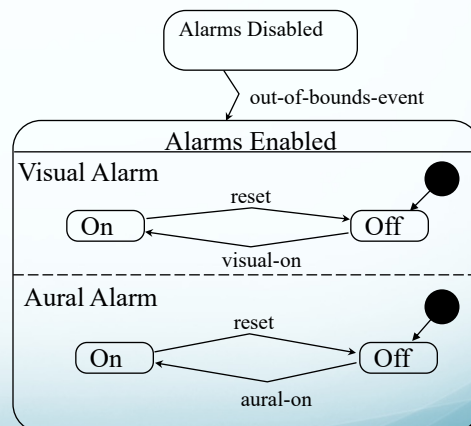 Alarms Disabled
out-of-bounds-event
Alarms Enabled
Visual Alarm
reset
On
Off
visual-on
Aural Alarm
reset
On
Off
aural-on